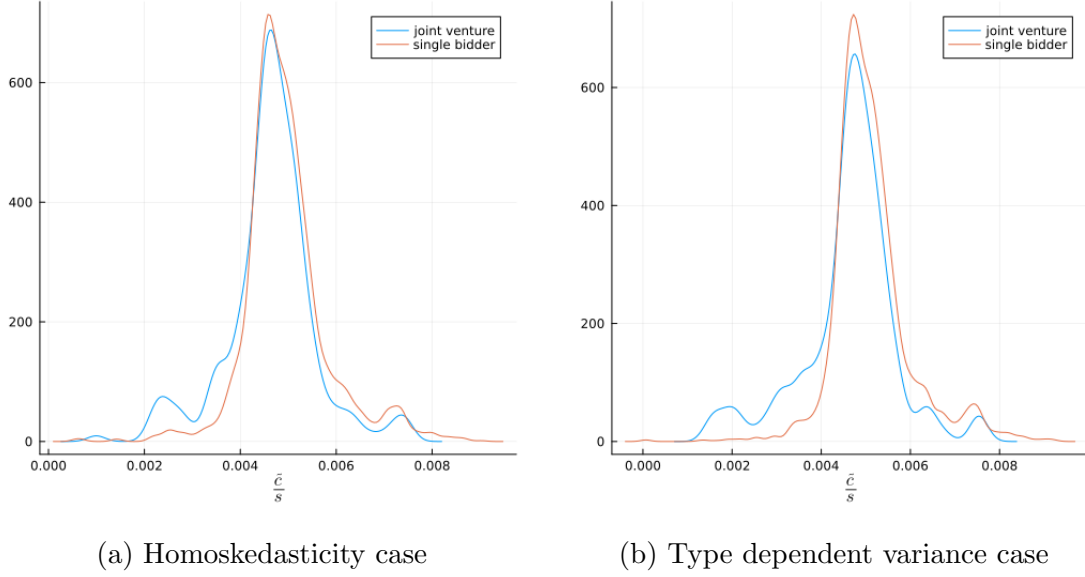 joint venture
single bidder
600
400
200
0
0.000
0.002
0.004
0.006
0.008
c̄
s
(a) Homoskedasticity case
joint venture
single bidder
600
400
200
0
0.000
0.002
0.004
0.006
0.008
c̄
s
(b) Type dependent variance case